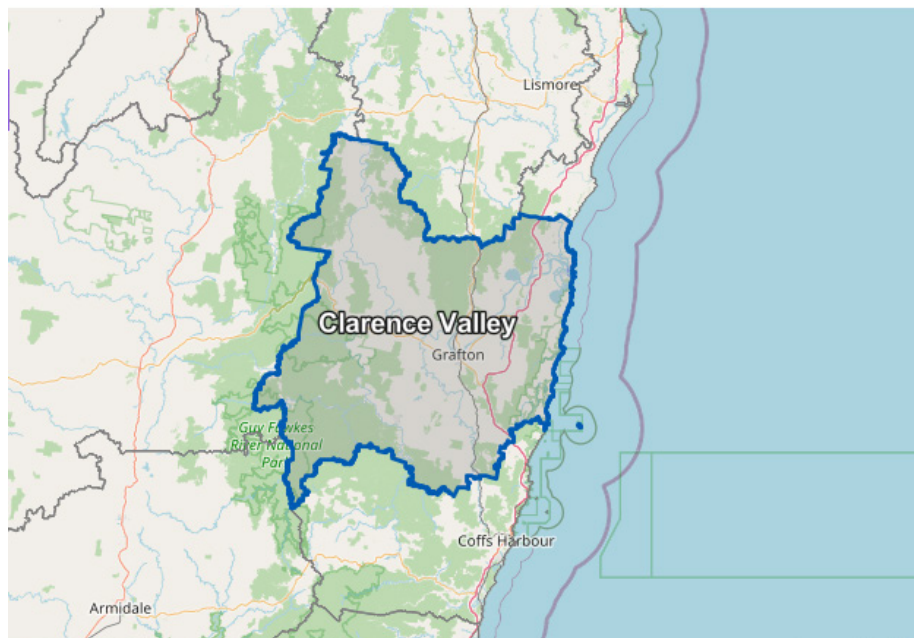 Lismore
Clarence Valley
Grafton
Guy Fawkes
River National
Park
Coffs Harbour
Armidale